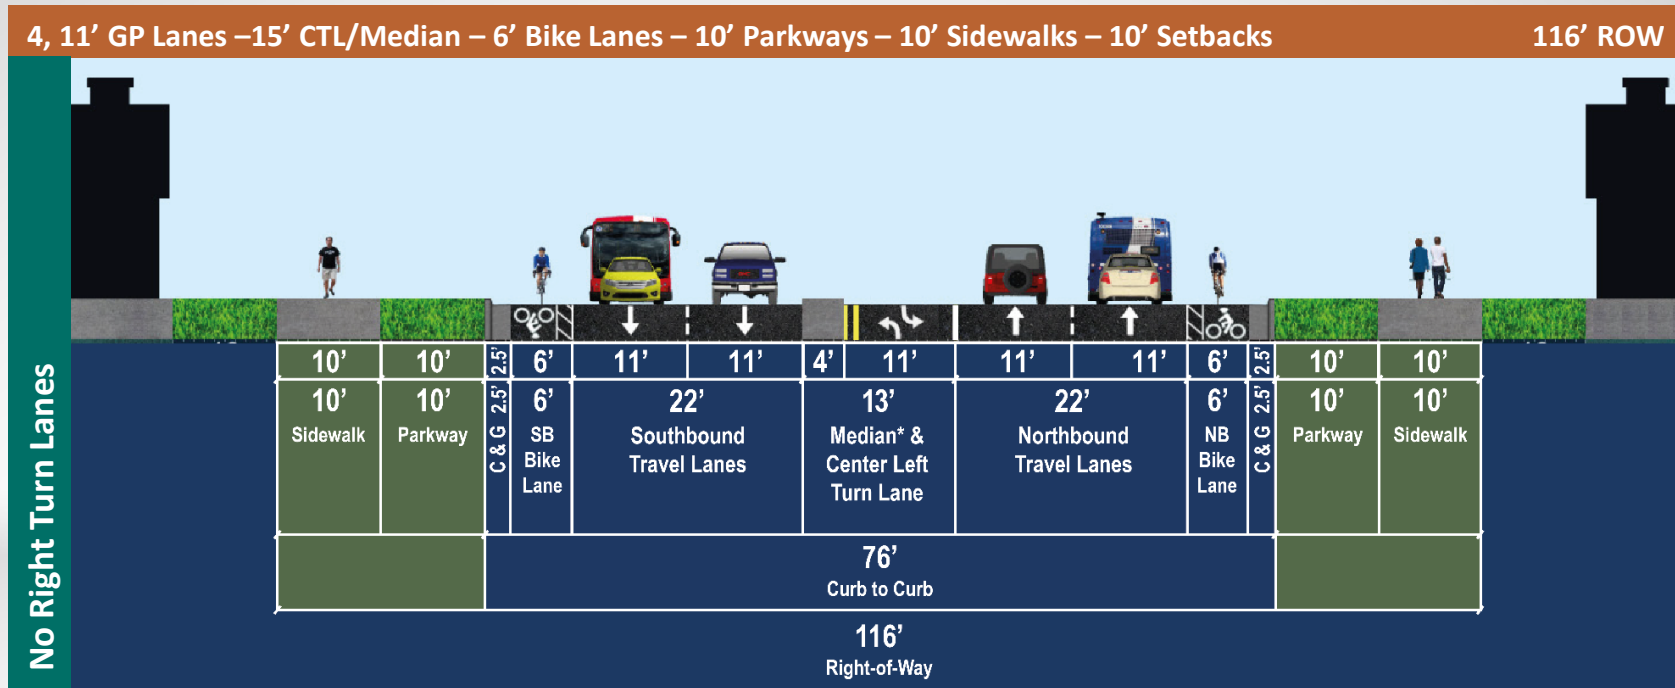 4, 11’ GP Lanes –15’ CTL/Median – 6’ Bike Lanes – 10’ Parkways – 10’ Sidewalks – 10’ Setbacks 116’ ROW
No Right Turn Lanes
10’ 10’ 2.5’ 6’ 11’ 11’ 4’ 11’ 11’ 11’ 6’ 2.5’ 10’ 10’
10’
Sidewalk
10’
Parkway
C & G 2.5’
6’
SB
Bike
Lane
22’
Southbound
Travel Lanes
13’
Median* &
Center Left
Turn Lane
22’
Northbound
Travel Lanes
6’
NB
Bike
Lane
C & G 2.5’
10’
Parkway
10’
Sidewalk
76’
Curb to Curb
116’
Right-of-Way